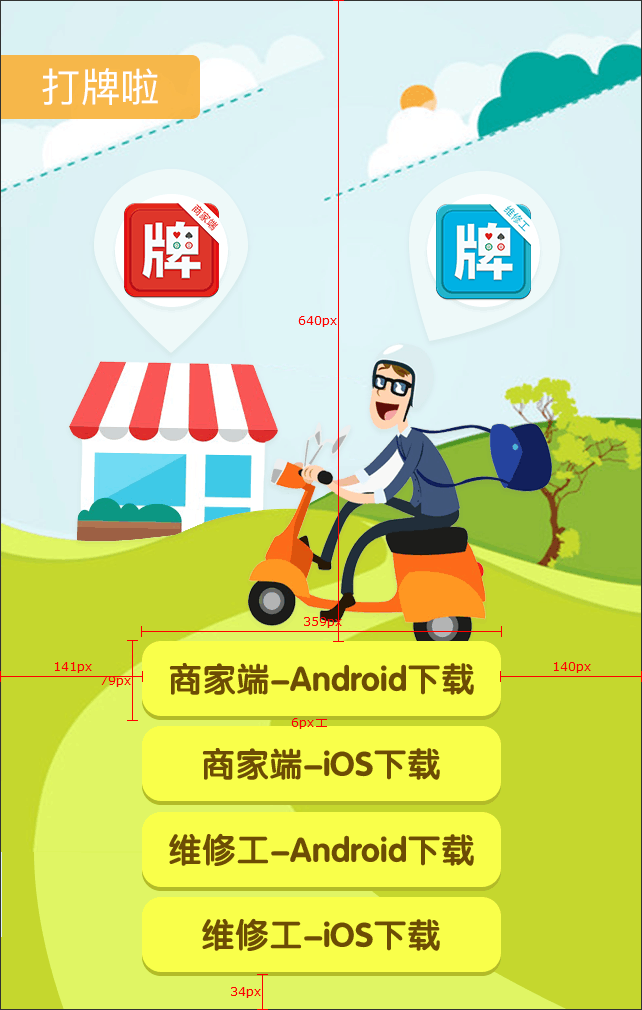 打牌啦
商家端
牌
维修工
牌
640px
359px
141px
79px
140px
商家端-Android下载
6px
商家端-iOS下载
维修工-Android下载
维修工-iOS下载
34px